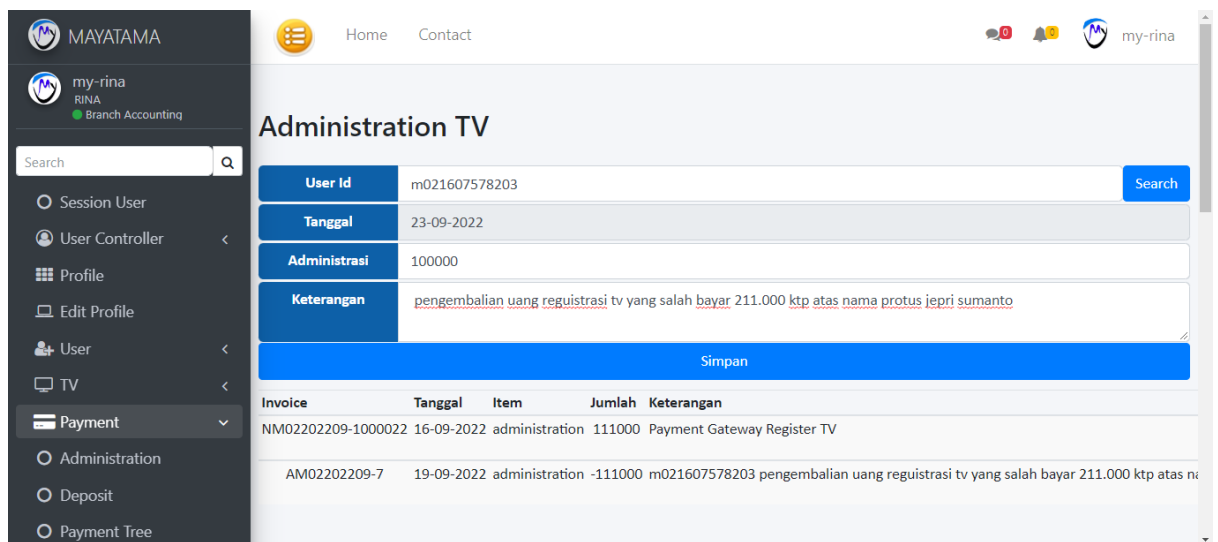 MAYATAMA
Home Contact 0 0 my-rina
my-rina
RINA
Branch Accounting
Search
Session User
User Controller
Profile
Edit Profile
User
TV
Payment
Administration
Deposit
Payment Tree
Administration TV
User Id m021607578203 Search
Tanggal 23-09-2022
Administrasi 100000
Keterangan pengembalian uang reguistrasi tv yang salah bayar 211.000 ktp atas nama protus jepri sumanto
Simpan
Invoice Tanggal Item Jumlah Keterangan
NM02202209-1000022 16-09-2022 administration 111000 Payment Gateway Register TV
AM02202209-7 19-09-2022 administration -111000 m021607578203 pengembalian uang reguistrasi tv yang salah bayar 211.000 ktp atas na